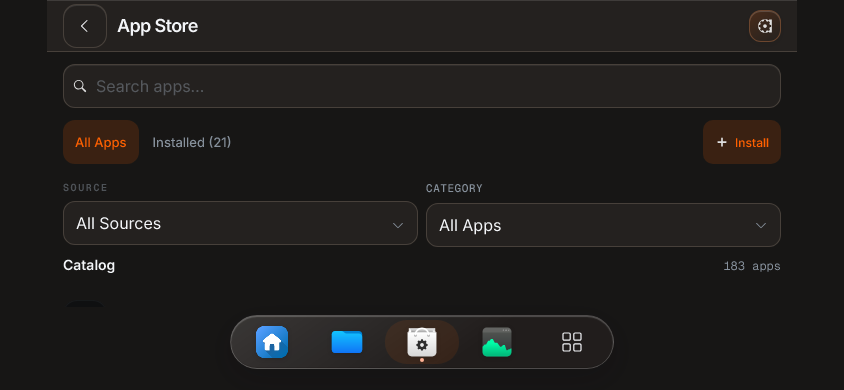 App Store
Search apps...
All Apps
Installed (21)
+ Install
SOURCE
CATEGORY
All Sources
All Apps
Catalog
183 apps